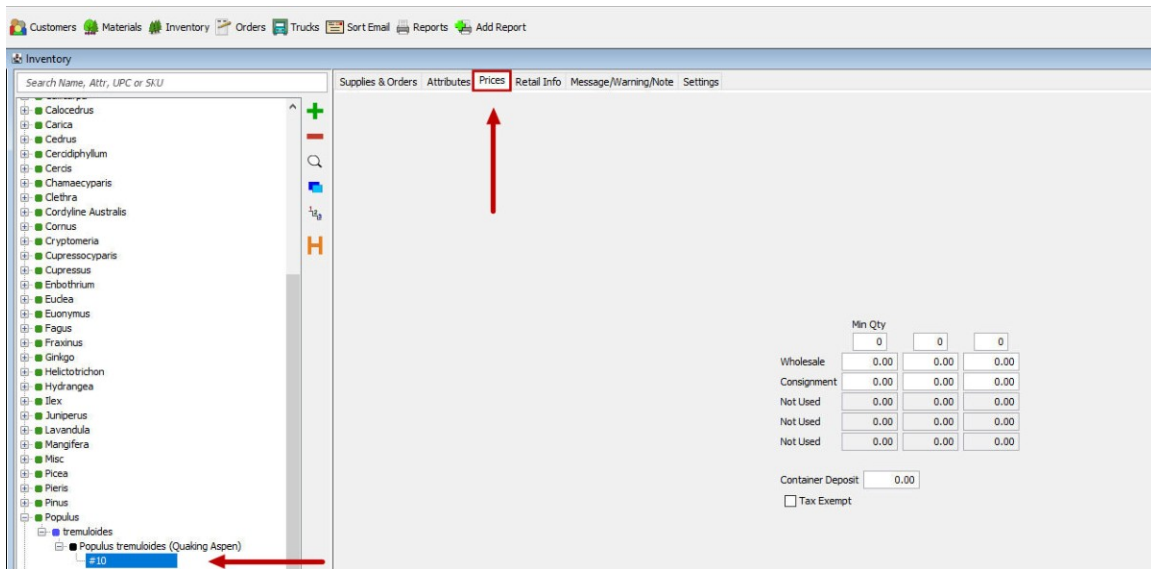 Customers Materials Inventory Orders Trucks Sort Email Reports Add Report
Inventory
Search Name, Attr, UPC or SKU
Supplies & Orders Attributes Prices Retail Info Message/Warning/Note Settings
Calocedrus
Carica
Cedrus
Cercidiphyllum
Cercis
Chamaecyparis
Clethra
Cordyline Australis
Cornus
Cryptomeria
Cupressocyparis
Cupressus
Enbothrium
Euclea
Euonymus
Fagus
Fraxinus
Ginkgo
Helictotrichon
Hydrangea
Ilex
Juniperus
Lavandula
Mangifera
Misc
Picea
Pieris
Pinus
Populus
tremuloides
Populus tremuloides (Quaking Aspen)
#10
H
Min Qty
0 0 0
Wholesale 0.00 0.00 0.00
Consignment 0.00 0.00 0.00
Not Used 0.00 0.00 0.00
Not Used 0.00 0.00 0.00
Not Used 0.00 0.00 0.00
Container Deposit 0.00
Tax Exempt